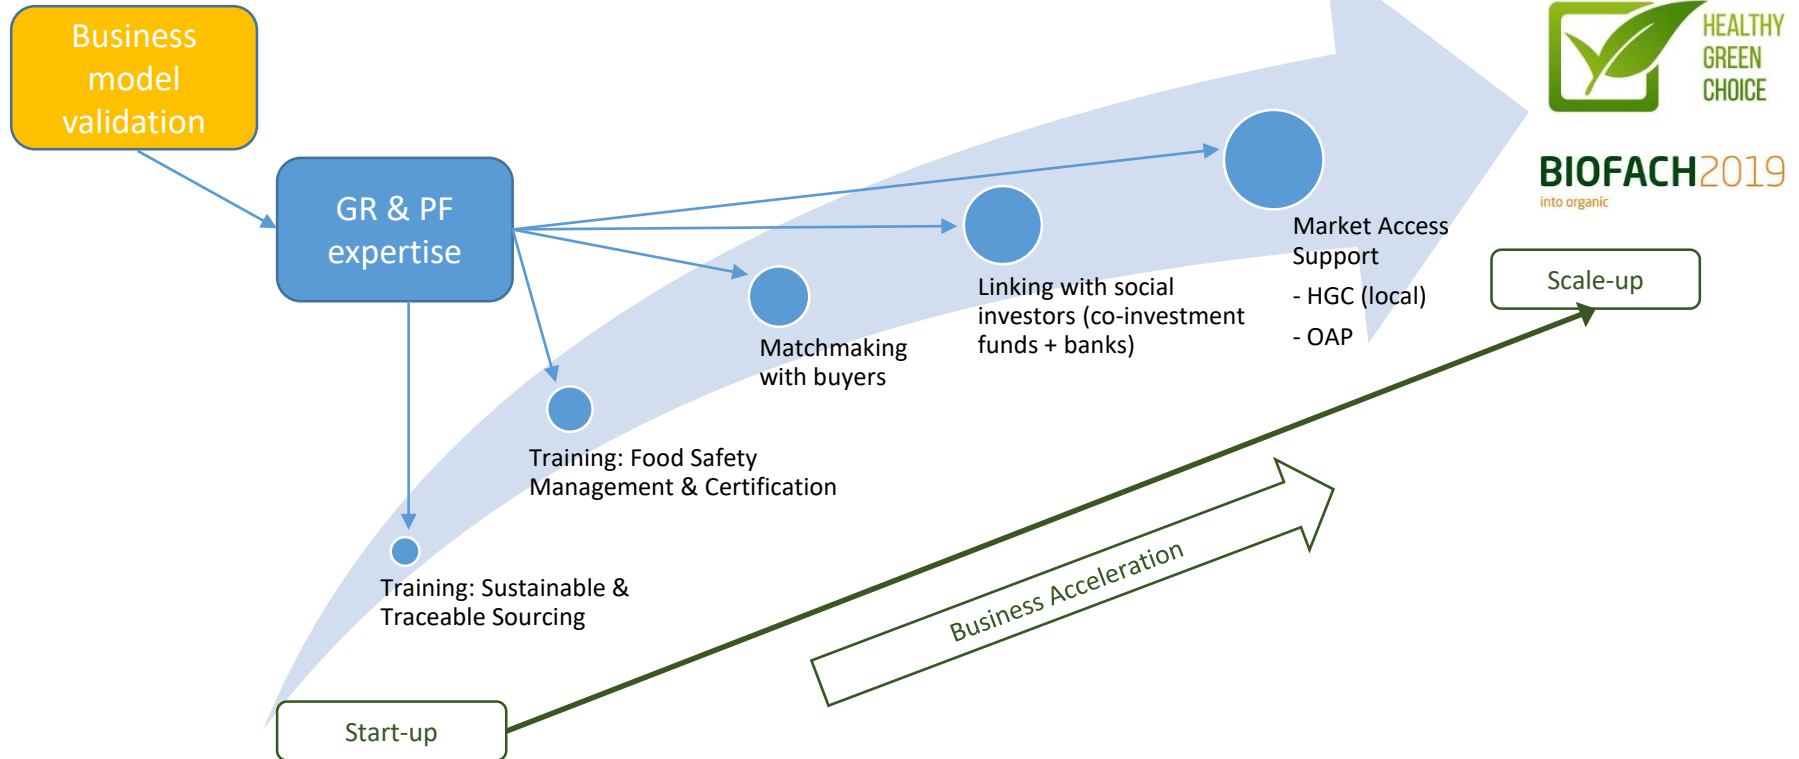 Business
model
validation
GR & PF
expertise
HEALTHY
GREEN
CHOICE
BIOFACH2019
into organic
Market Access
Support
- HGC (local)
- OAP
Scale-up
Linking with social
investors (co-investment
funds + banks)
Matchmaking
with buyers
Training: Food Safety
Management & Certification
Training: Sustainable &
Traceable Sourcing
Business Acceleration
Start-up